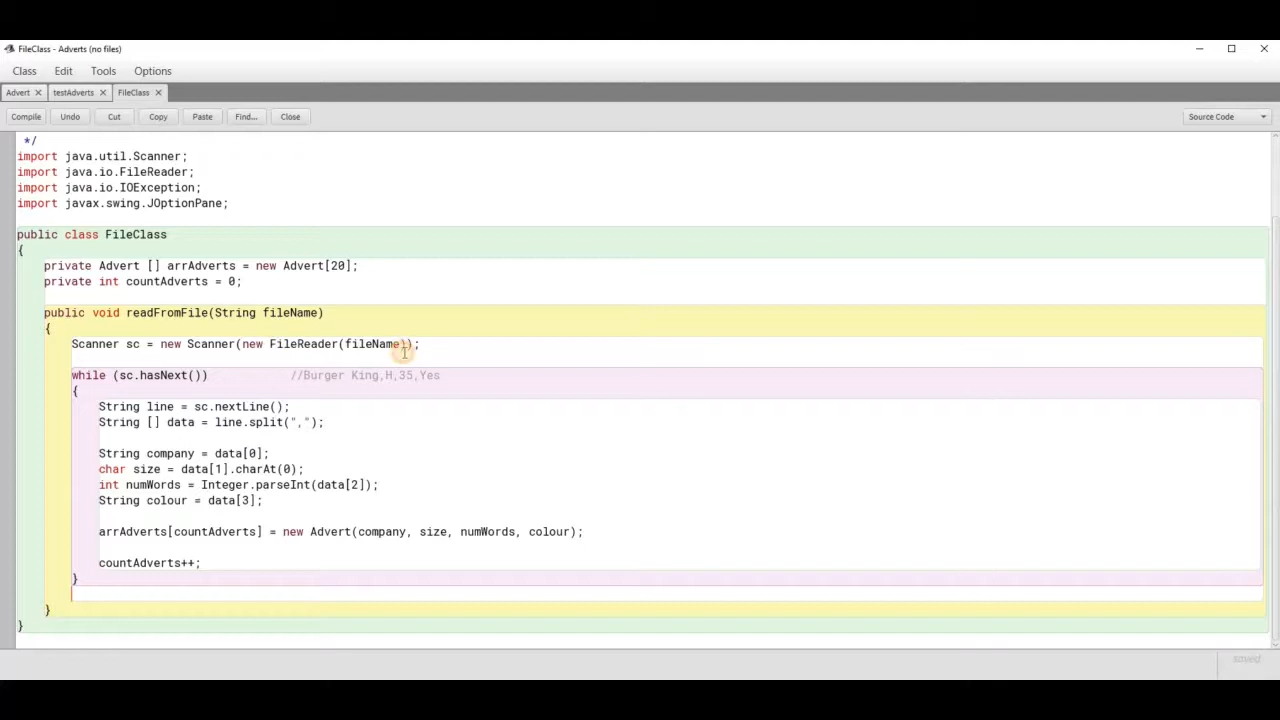 FileClass - Adverts (no files)
Class Edit Tools Options
Advert testAdverts FileClass
Compile Undo Cut Copy Paste Find... Close Source Code
*/
import java.util.Scanner;
import java.io.FileReader;
import java.io.IOException;
import javax.swing.JOptionPane;
public class FileClass
{
private Advert [] arrAdverts = new Advert[20];
private int countAdverts = 0;
public void readFromFile(String fileName)
{
Scanner sc = new Scanner(new FileReader(fileName));
while (sc.hasNext()) //Burger King,H,35,Yes
{
String line = sc.nextLine();
String [] data = line.split(",");
String company = data[0];
char size = data[1].charAt(0);
int numWords = Integer.parseInt(data[2]);
String colour = data[3];
arrAdverts[countAdverts] = new Advert(company, size, numWords, colour);
countAdverts++;
}
}
}
saved